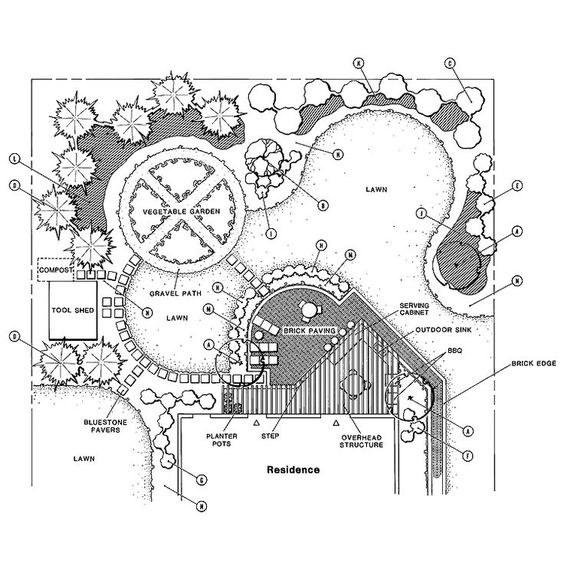 K
C
L
D
N
LAWN
E
VEGETABLE GARDEN
B
J
A
I
H
M
COMPOST
GRAVEL PATH
N
N
SERVING
CABINET
TOOL SHED
N
LAWN
M
BRICK PAVING
OUTDOOR SINK
BBQ
D
A
BRICK EDGE
BLUESTONE
PAVERS
PLANTER
POTS
STEP
OVERHEAD
STRUCTURE
A
LAWN
Residence
G
N